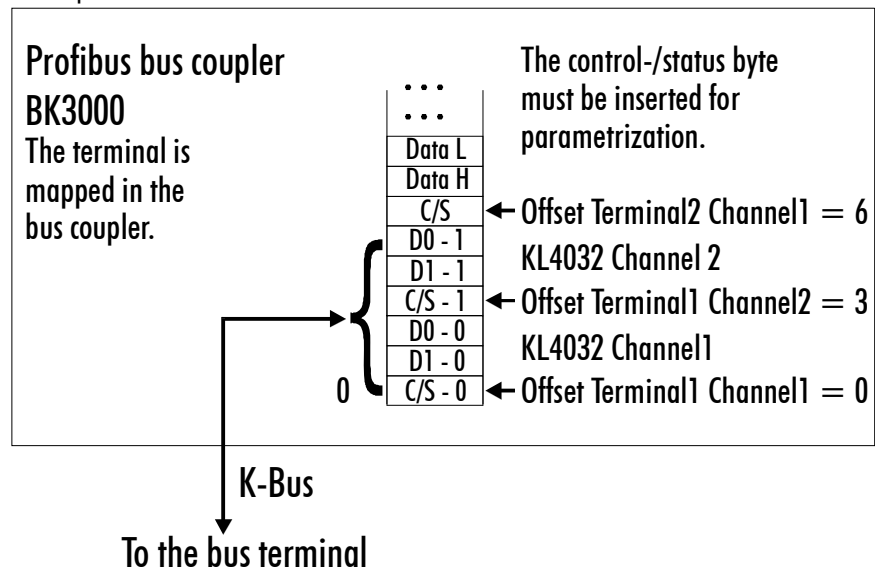 Profibus bus coupler
BK3000
The terminal is
mapped in the
bus coupler.
The control-/status byte
must be inserted for
parametrization.
...
...
Data L
Data H
C/S
Offset Terminal2 Channel1 = 6
D0 - 1
KL4032 Channel 2
D1 - 1
C/S - 1
Offset Terminal1 Channel2 = 3
D0 - 0
KL4032 Channel1
D1 - 0
0
C/S - 0
Offset Terminal1 Channel1 = 0
K-Bus
To the bus terminal